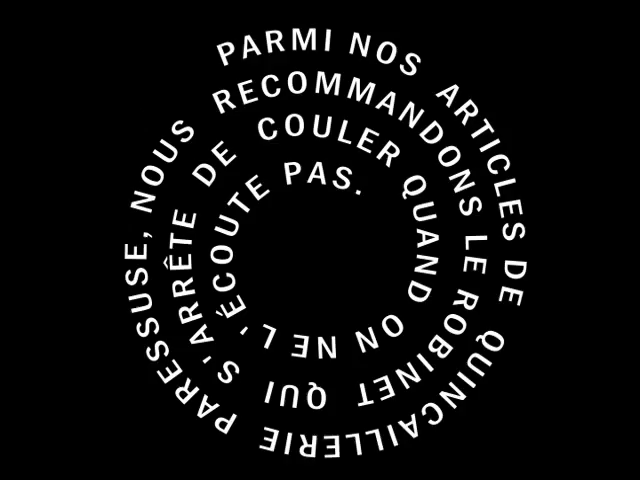 PARMI NOS ARTICLES DE QUINCAILLERIE PARESSUSE, NOUS RECOMMANDONS LE ROBINET QUI S'ARRÊTE DE COULER QUAND ON NE L'ÉCOUTE PAS.